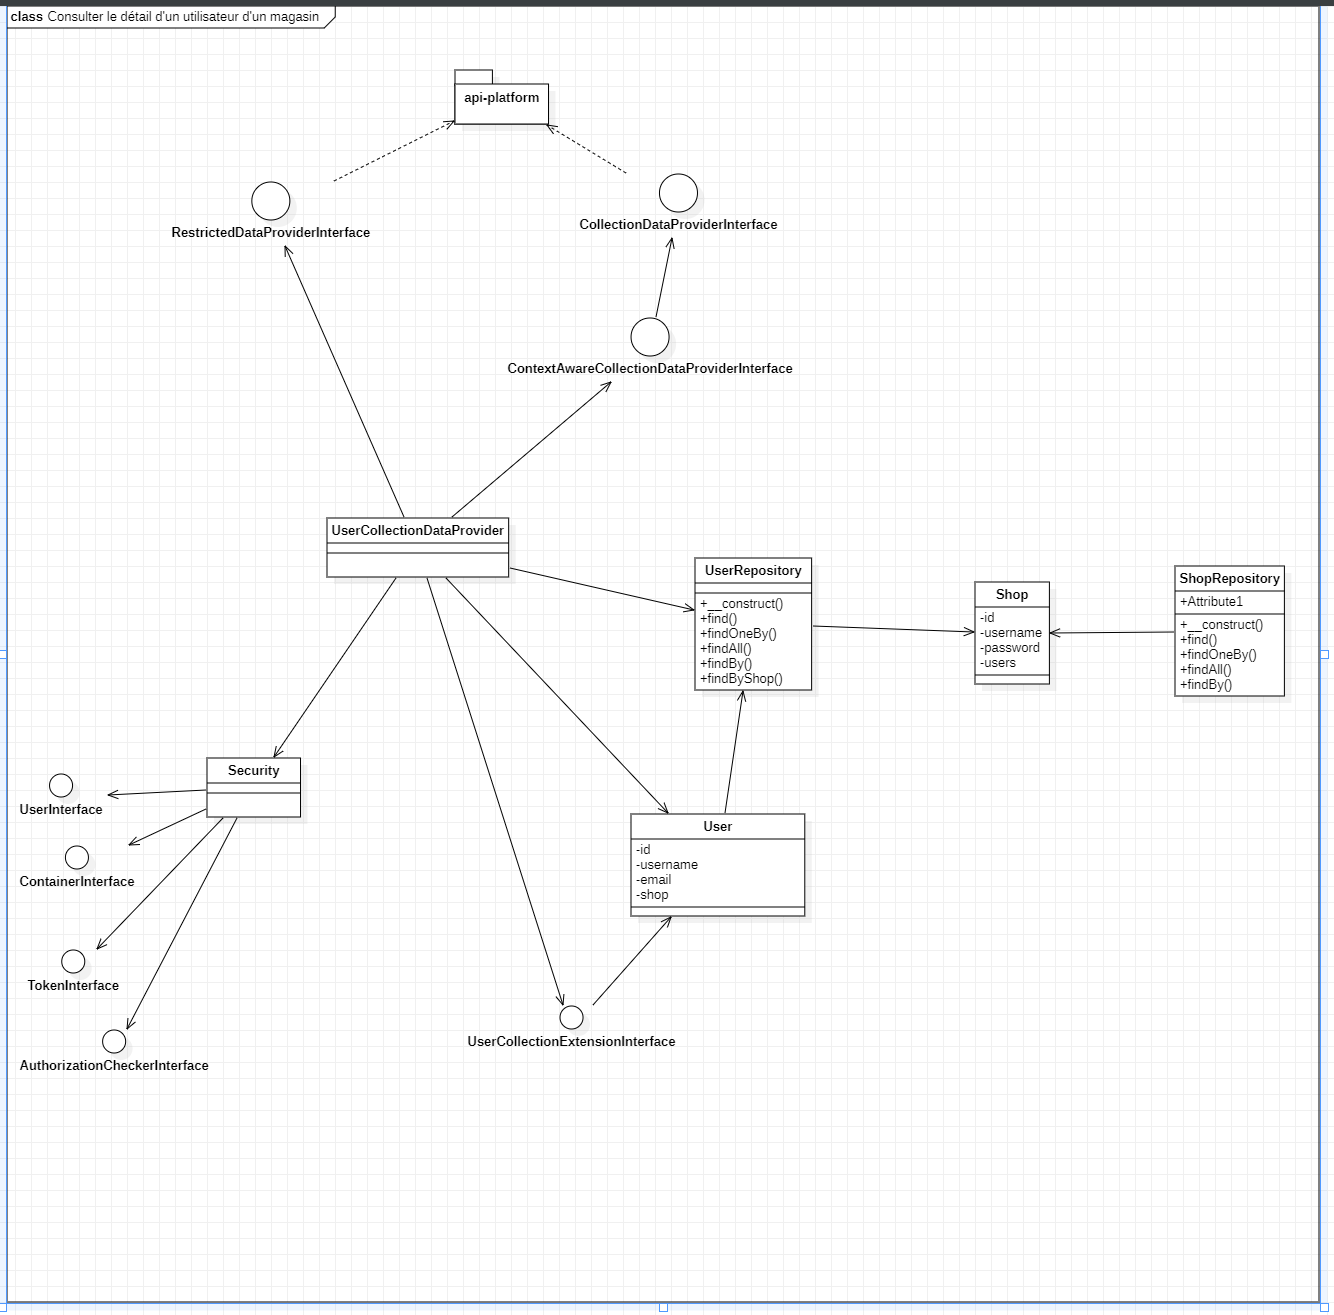 class Consulter le détail d'un utilisateur d'un magasin
api-platform
RestrictedDataProviderInterface
CollectionDataProviderInterface
ContextAwareCollectionDataProviderInterface
UserCollectionDataProvider
UserRepository
+__construct()
+find()
+findOneBy()
+findAll()
+findBy()
+findByShop()
Shop
-id
-username
-password
-users
ShopRepository
+Attribute1
+__construct()
+find()
+findOneBy()
+findAll()
+findBy()
Security
UserInterface
ContainerInterface
TokenInterface
AuthorizationCheckerInterface
User
-id
-username
-email
-shop
UserCollectionExtensionInterface